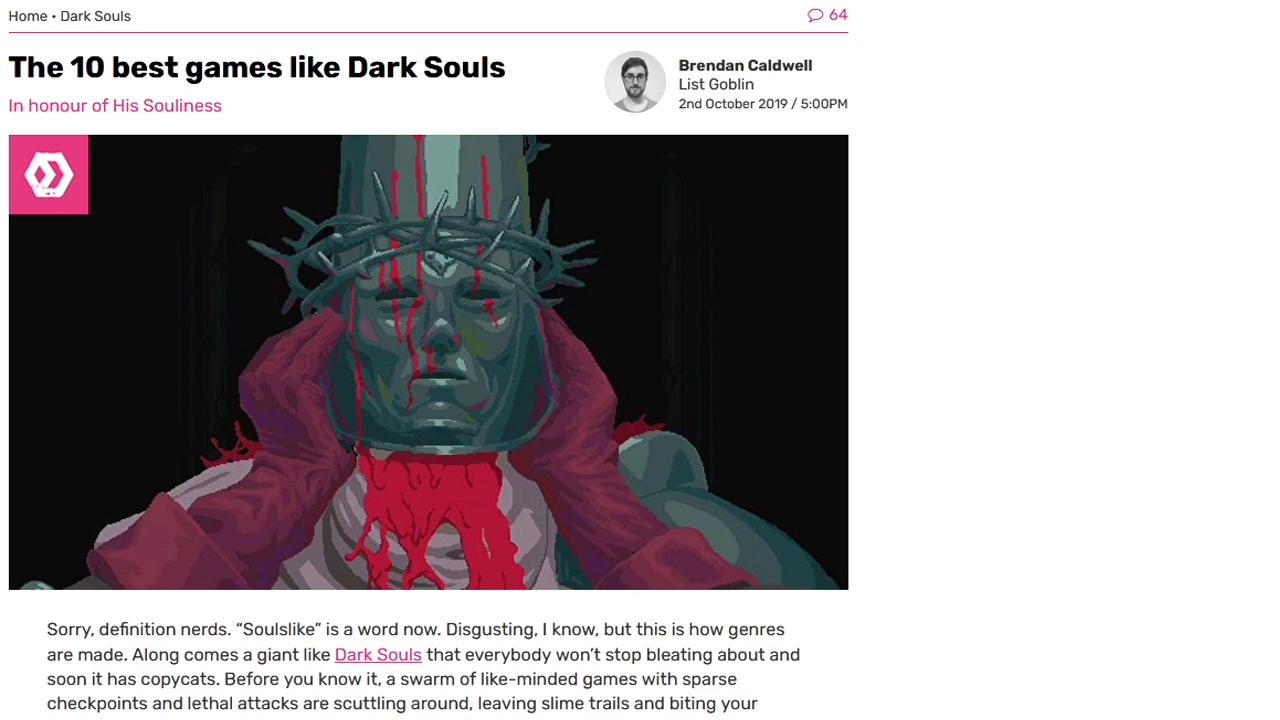 Home • Dark Souls
64
The 10 best games like Dark Souls
In honour of His Souliness
Brendan Caldwell
List Goblin
2nd October 2019 / 5:00PM
Sorry, definition nerds. “Soulslike” is a word now. Disgusting, I know, but this is how genres
are made. Along comes a giant like Dark Souls that everybody won’t stop bleating about and
soon it has copycats. Before you know it, a swarm of like-minded games with sparse
checkpoints and lethal attacks are scuttling around, leaving slime trails and biting your